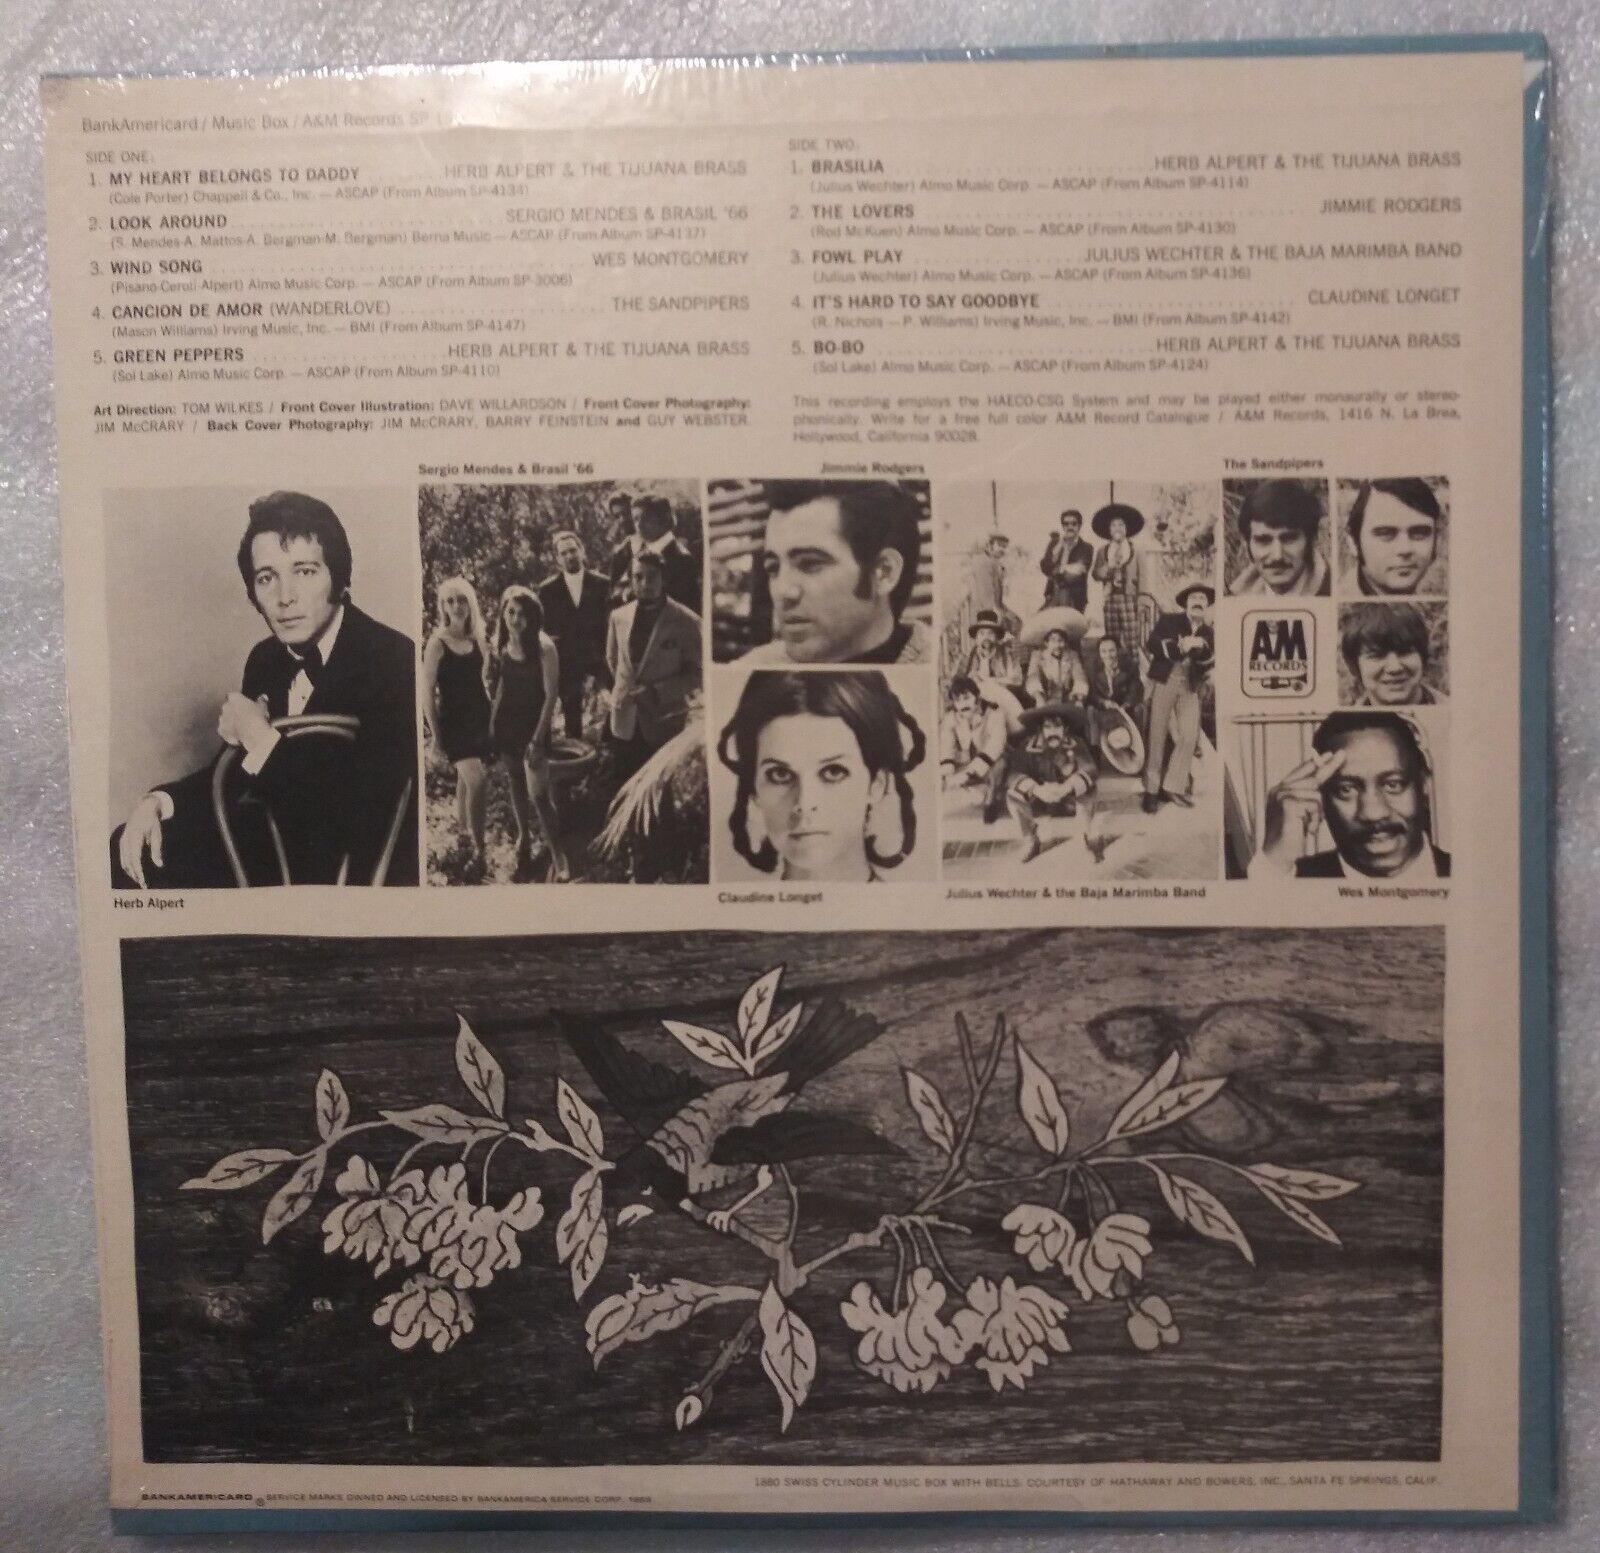 BankAmericard / Music Box / A&M Records SP
SIDE ONE:
1. MY HEART BELONGS TO DADDY ........ HERB ALPERT & THE TIJUANA BRASS
(Cole Porter) Chappell & Co., Inc. — ASCAP (From Album SP-4134)
2. LOOK AROUND ........ SERGIO MENDES & BRASIL '66
(S. Mendes-A. Mattos-A. Bergman-M. Bergman) Berna Music — ASCAP (From Album SP-4137)
3. WIND SONG ........ WES MONTGOMERY
(Pisano-Ceroli-Alpert) Almo Music Corp. — ASCAP (From Album SP-3006)
4. CANCION DE AMOR (WANDERLOVE) ........ THE SANDPIPERS
(Mason Williams) Irving Music, Inc. — BMI (From Album SP-4147)
5. GREEN PEPPERS ........ HERB ALPERT & THE TIJUANA BRASS
(Sol Lake) Almo Music Corp. — ASCAP (From Album SP-4110)
Art Direction: TOM WILKES / Front Cover Illustration: DAVE WILLARDSON / Front Cover Photography:
JIM McCRARY / Back Cover Photography: JIM McCRARY, BARRY FEINSTEIN and GUY WEBSTER.
SIDE TWO:
1. BRASILIA ........ HERB ALPERT & THE TIJUANA BRASS
(Julius Wechter) Almo Music Corp. — ASCAP (From Album SP-4114)
2. THE LOVERS ........ JIMMIE RODGERS
(Rod McKuen) Almo Music Corp. — ASCAP (From Album SP-4130)
3. FOWL PLAY ........ JULIUS WECHTER & THE BAJA MARIMBA BAND
(Julius Wechter) Almo Music Corp. — ASCAP (From Album SP-4136)
4. IT'S HARD TO SAY GOODBYE ........ CLAUDINE LONGET
(R. Nichols — P. Williams) Irving Music, Inc. — BMI (From Album SP-4142)
5. BO-BO ........ HERB ALPERT & THE TIJUANA BRASS
(Sol Lake) Almo Music Corp. — ASCAP (From Album SP-4124)
This recording employs the HAECO-CSG System and may be played either monaurally or stereo-
phonically. Write for a free full color A&M Record Catalogue / A&M Records, 1416 N. La Brea,
Hollywood, California 90028.
Sergio Mendes & Brasil '66
Jimmie Rodgers
The Sandpipers
A&M
RECORDS
®
Herb Alpert
Claudine Longet
Julius Wechter & the Baja Marimba Band
Wes Montgomery
1880 SWISS CYLINDER MUSIC BOX WITH BELLS: COURTESY OF HATHAWAY AND BOWERS, INC., SANTA FE SPRINGS, CALIF.
BANKAMERICARD ® SERVICE MARKS OWNED AND LICENSED BY BANKAMERICA SERVICE CORP.